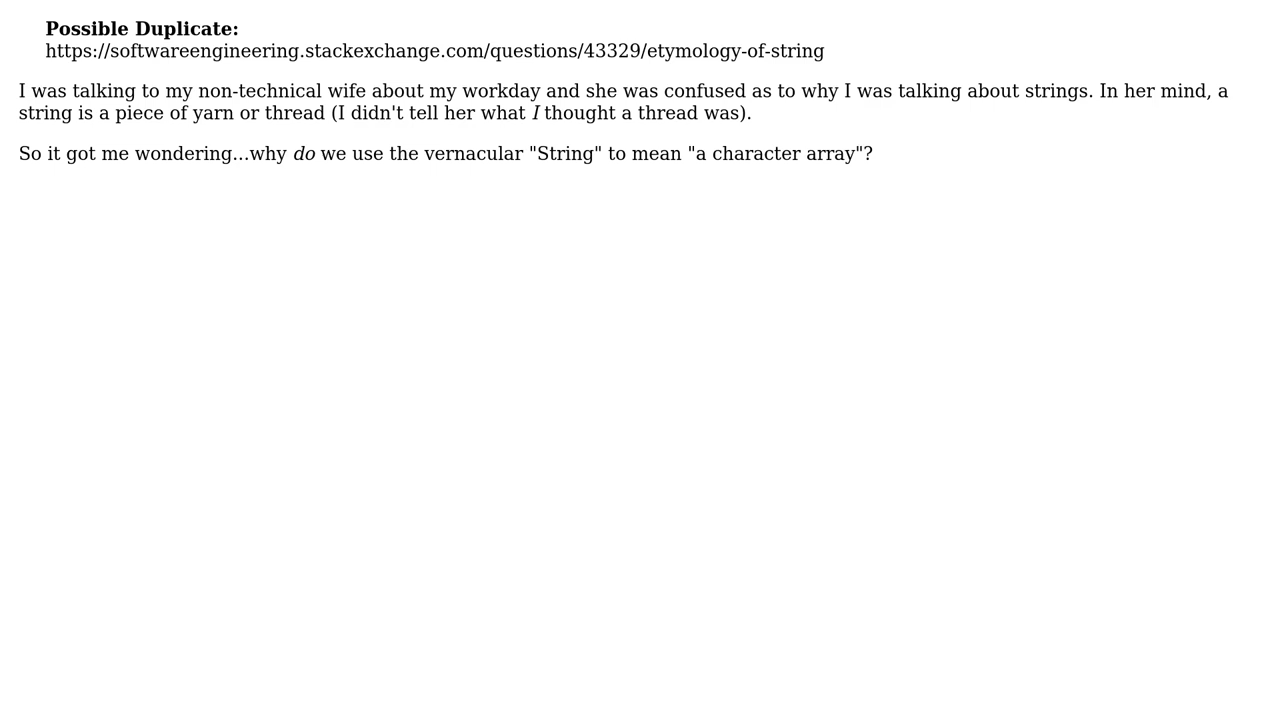 Possible Duplicate:
https://softwareengineering.stackexchange.com/questions/43329/etymology-of-string
I was talking to my non-technical wife about my workday and she was confused as to why I was talking about strings. In her mind, a
string is a piece of yarn or thread (I didn't tell her what I thought a thread was).
So it got me wondering...why do we use the vernacular "String" to mean "a character array"?